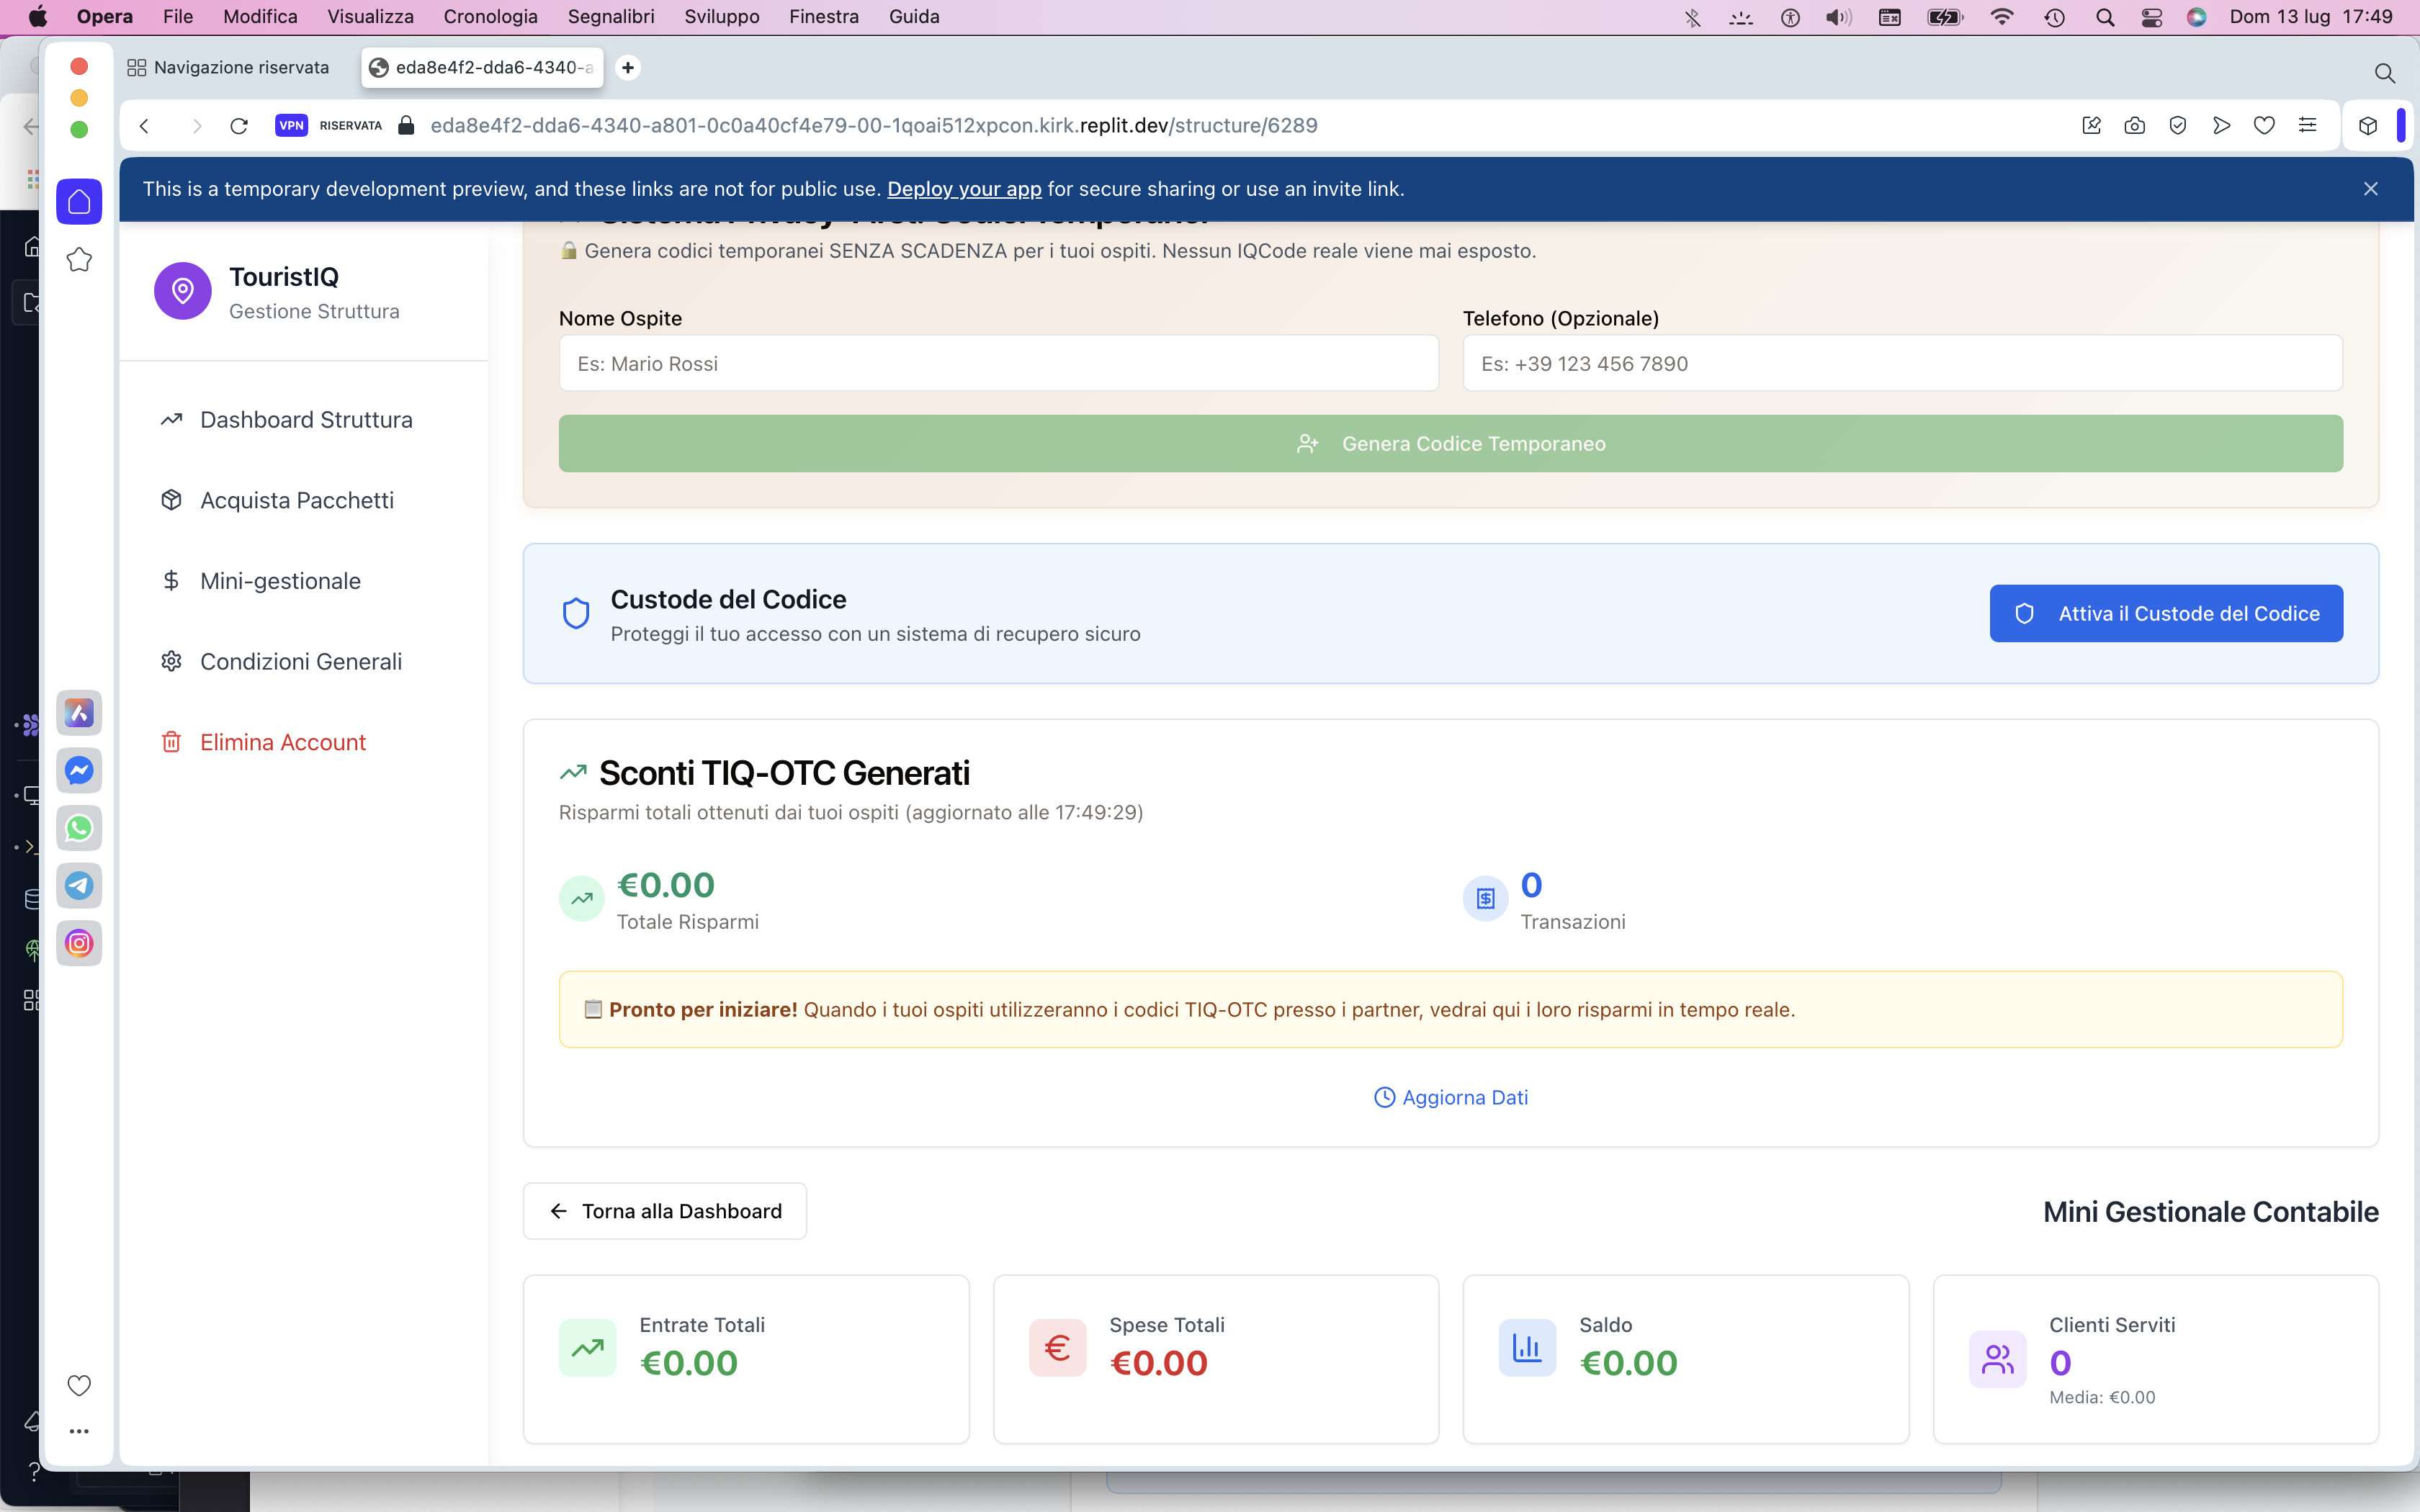 Opera File Modifica Visualizza Cronologia Segnalibri Sviluppo Finestra Guida Dom 13 lug 17:49
Navigazione riservata eda8e4f2-dda6-4340-a
VPN RISERVATA eda8e4f2-dda6-4340-a801-0c0a40cf4e79-00-1qoai512xpcon.kirk.replit.dev/structure/6289
This is a temporary development preview, and these links are not for public use. Deploy your app for secure sharing or use an invite link.
TouristIQ
Gestione Struttura
Dashboard Struttura
Acquista Pacchetti
Mini-gestionale
Condizioni Generali
Elimina Account
🔒 Genera codici temporanei SENZA SCADENZA per i tuoi ospiti. Nessun IQCode reale viene mai esposto.
Nome Ospite
Es: Mario Rossi
Telefono (Opzionale)
Es: +39 123 456 7890
Genera Codice Temporaneo
Custode del Codice
Proteggi il tuo accesso con un sistema di recupero sicuro
Attiva il Custode del Codice
Sconti TIQ-OTC Generati
Risparmi totali ottenuti dai tuoi ospiti (aggiornato alle 17:49:29)
€0.00
Totale Risparmi
0
Transazioni
Pronto per iniziare! Quando i tuoi ospiti utilizzeranno i codici TIQ-OTC presso i partner, vedrai qui i loro risparmi in tempo reale.
Aggiorna Dati
Torna alla Dashboard
Mini Gestionale Contabile
Entrate Totali
€0.00
Spese Totali
€0.00
Saldo
€0.00
Clienti Serviti
0
Media: €0.00